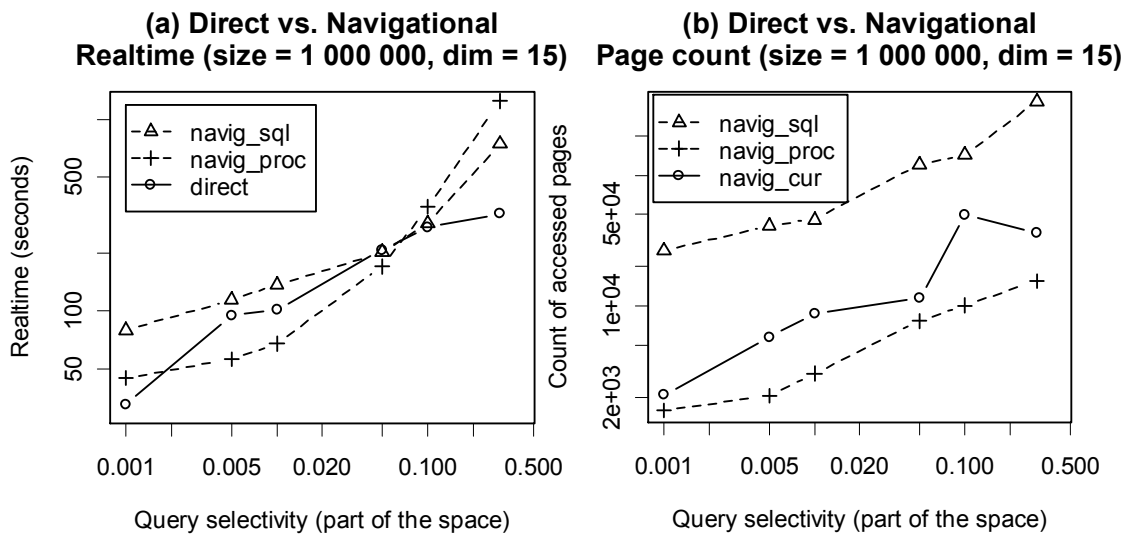 (a) Direct vs. Navigational
Realtime (size = 1 000 000, dim = 15)
Realtime (seconds)
500
100
50
navig_sql
navig_proc
direct
0.001
0.005
0.020
0.100
0.500
Query selectivity (part of the space)
(b) Direct vs. Navigational
Page count (size = 1 000 000, dim = 15)
Count of accessed pages
5e+04
1e+04
2e+03
navig_sql
navig_proc
navig_cur
0.001
0.005
0.020
0.100
0.500
Query selectivity (part of the space)